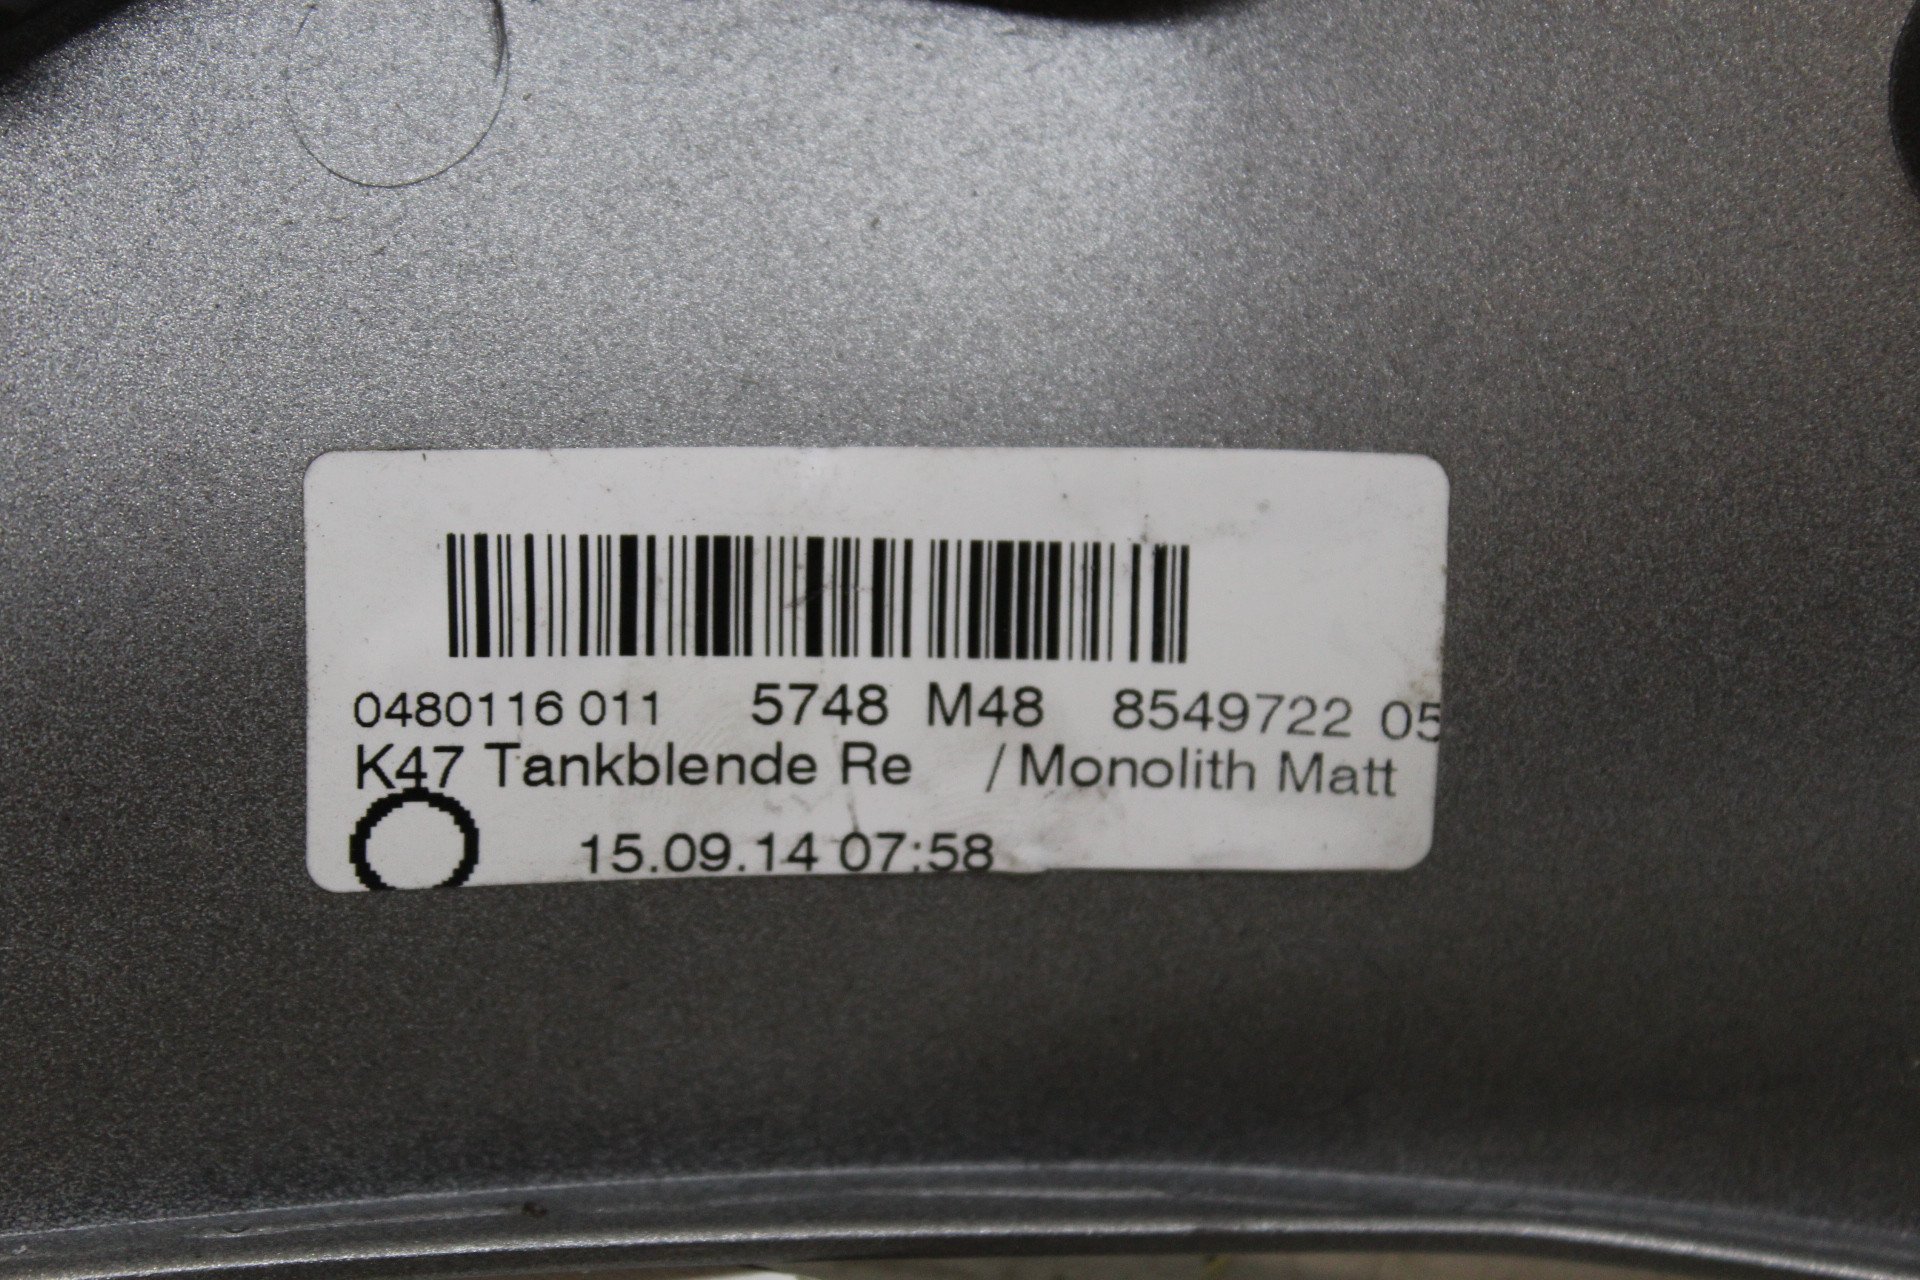 0480116 011 5748 M48 8549722 05
K47 Tankblende Re / Monolith Matt
15.09.14 07:58